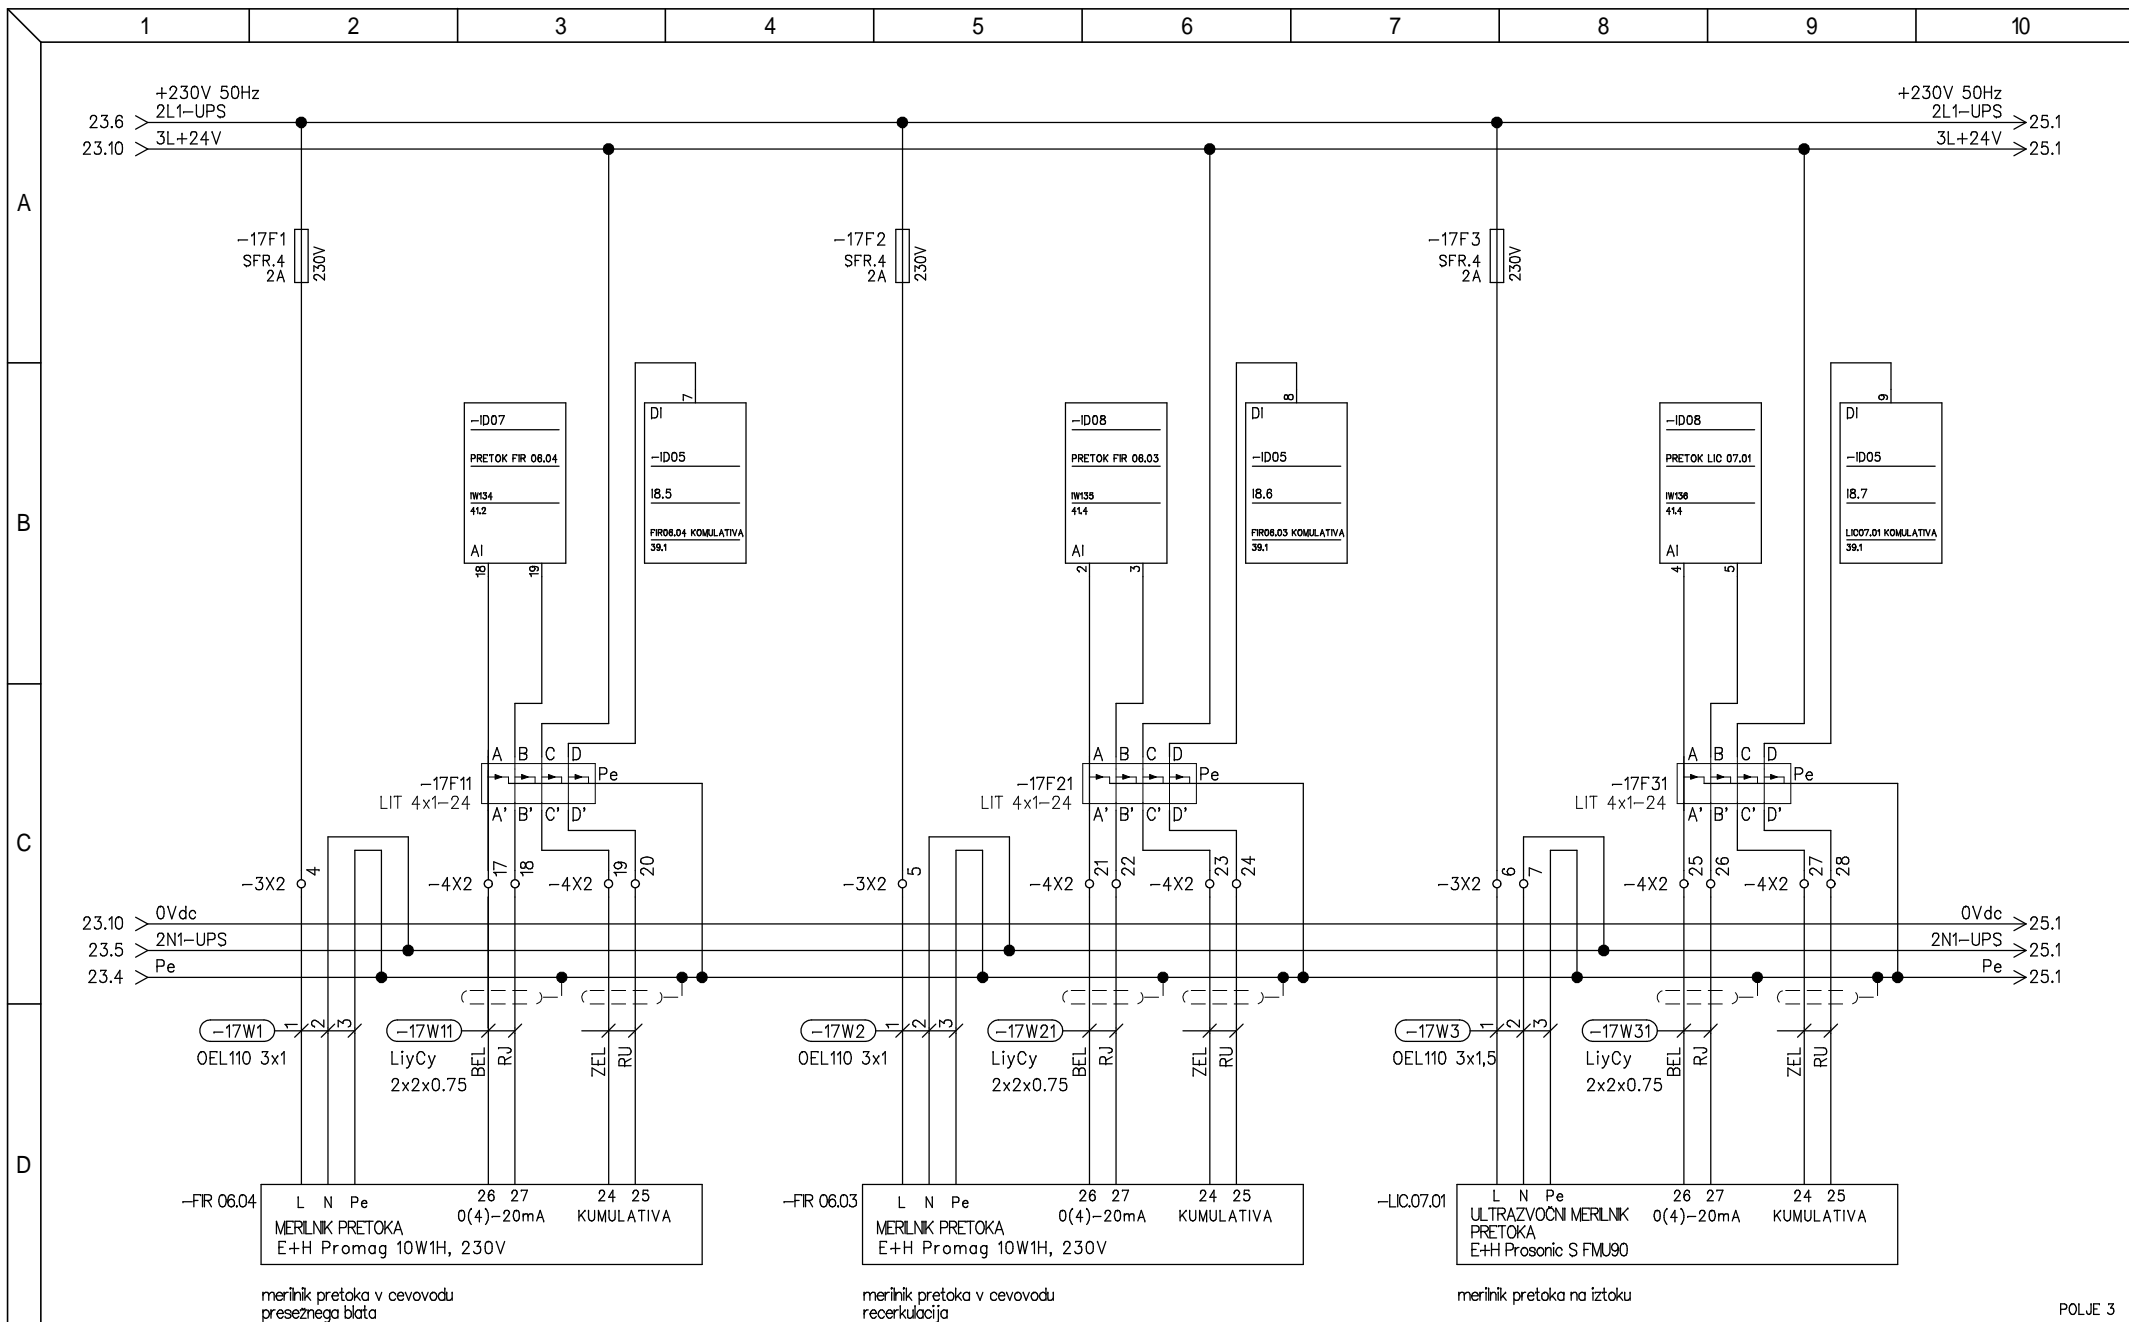 1 2 3 4 5 6 7 8 9 10
A
B
C
D
+230V 50Hz
2L1-UPS
23.6
3L+24V
23.10
+230V 50Hz
2L1-UPS
25.1
3L+24V
25.1
-17F1
SFR.4
2A
230V
-17F2
SFR.4
2A
230V
-17F3
SFR.4
2A
230V
-ID07
PRETOK FIR 06.04
IW134
41.2
AI
18 19
7
DI
-ID05
I8.5
FIR06.04 KOMULATIVA
39.1
-ID08
PRETOK FIR 06.03
IW135
41.4
AI
2 3
8
DI
-ID05
I8.6
FIR06.03 KOMULATIVA
39.1
-ID08
PRETOK LIC 07.01
IW136
41.4
AI
4 5
9
DI
-ID05
I8.7
LIC07.01 KOMULATIVA
39.1
A B C D
Pe
-17F11
LIT 4x1-24
A' B' C' D'
A B C D
Pe
-17F21
LIT 4x1-24
A' B' C' D'
A B C D
Pe
-17F31
LIT 4x1-24
A' B' C' D'
-3X2 4
-4X2 17 18
-4X2 19 20
-3X2 5
-4X2 21 22
-4X2 23 24
-3X2 6 7
-4X2 25 26
-4X2 27 28
23.10 0Vdc
23.5 2N1-UPS
23.4 Pe
0Vdc 25.1
2N1-UPS 25.1
Pe 25.1
-17W1 1 2 3
OEL110 3x1
-17W11
LiyCy
2x2x0.75
BEL RJ ZEL RU
-17W2 1 2 3
OEL110 3x1
-17W21
LiyCy
2x2x0.75
BEL RJ ZEL RU
-17W3 1 2 3
OEL110 3x1,5
-17W31
LiyCy
2x2x0.75
BEL RJ ZEL RU
-FIR 06.04
L N Pe 26 27 24 25
0(4)-20mA KUMULATIVA
MERILNIK PRETOKA
E+H Promag 10W1H, 230V
-FIR 06.03
L N Pe 26 27 24 25
0(4)-20mA KUMULATIVA
MERILNIK PRETOKA
E+H Promag 10W1H, 230V
-LIC.07.01
L N Pe 26 27 24 25
ULTRAZVOČNI MERILNIK 0(4)-20mA KUMULATIVA
PRETOKA
E+H Prosonic S FMU90
merilnik pretoka v cevovodu
presežnega blata
merilnik pretoka v cevovodu
recerkulacija
merilnik pretoka na iztoku
POLJE 3